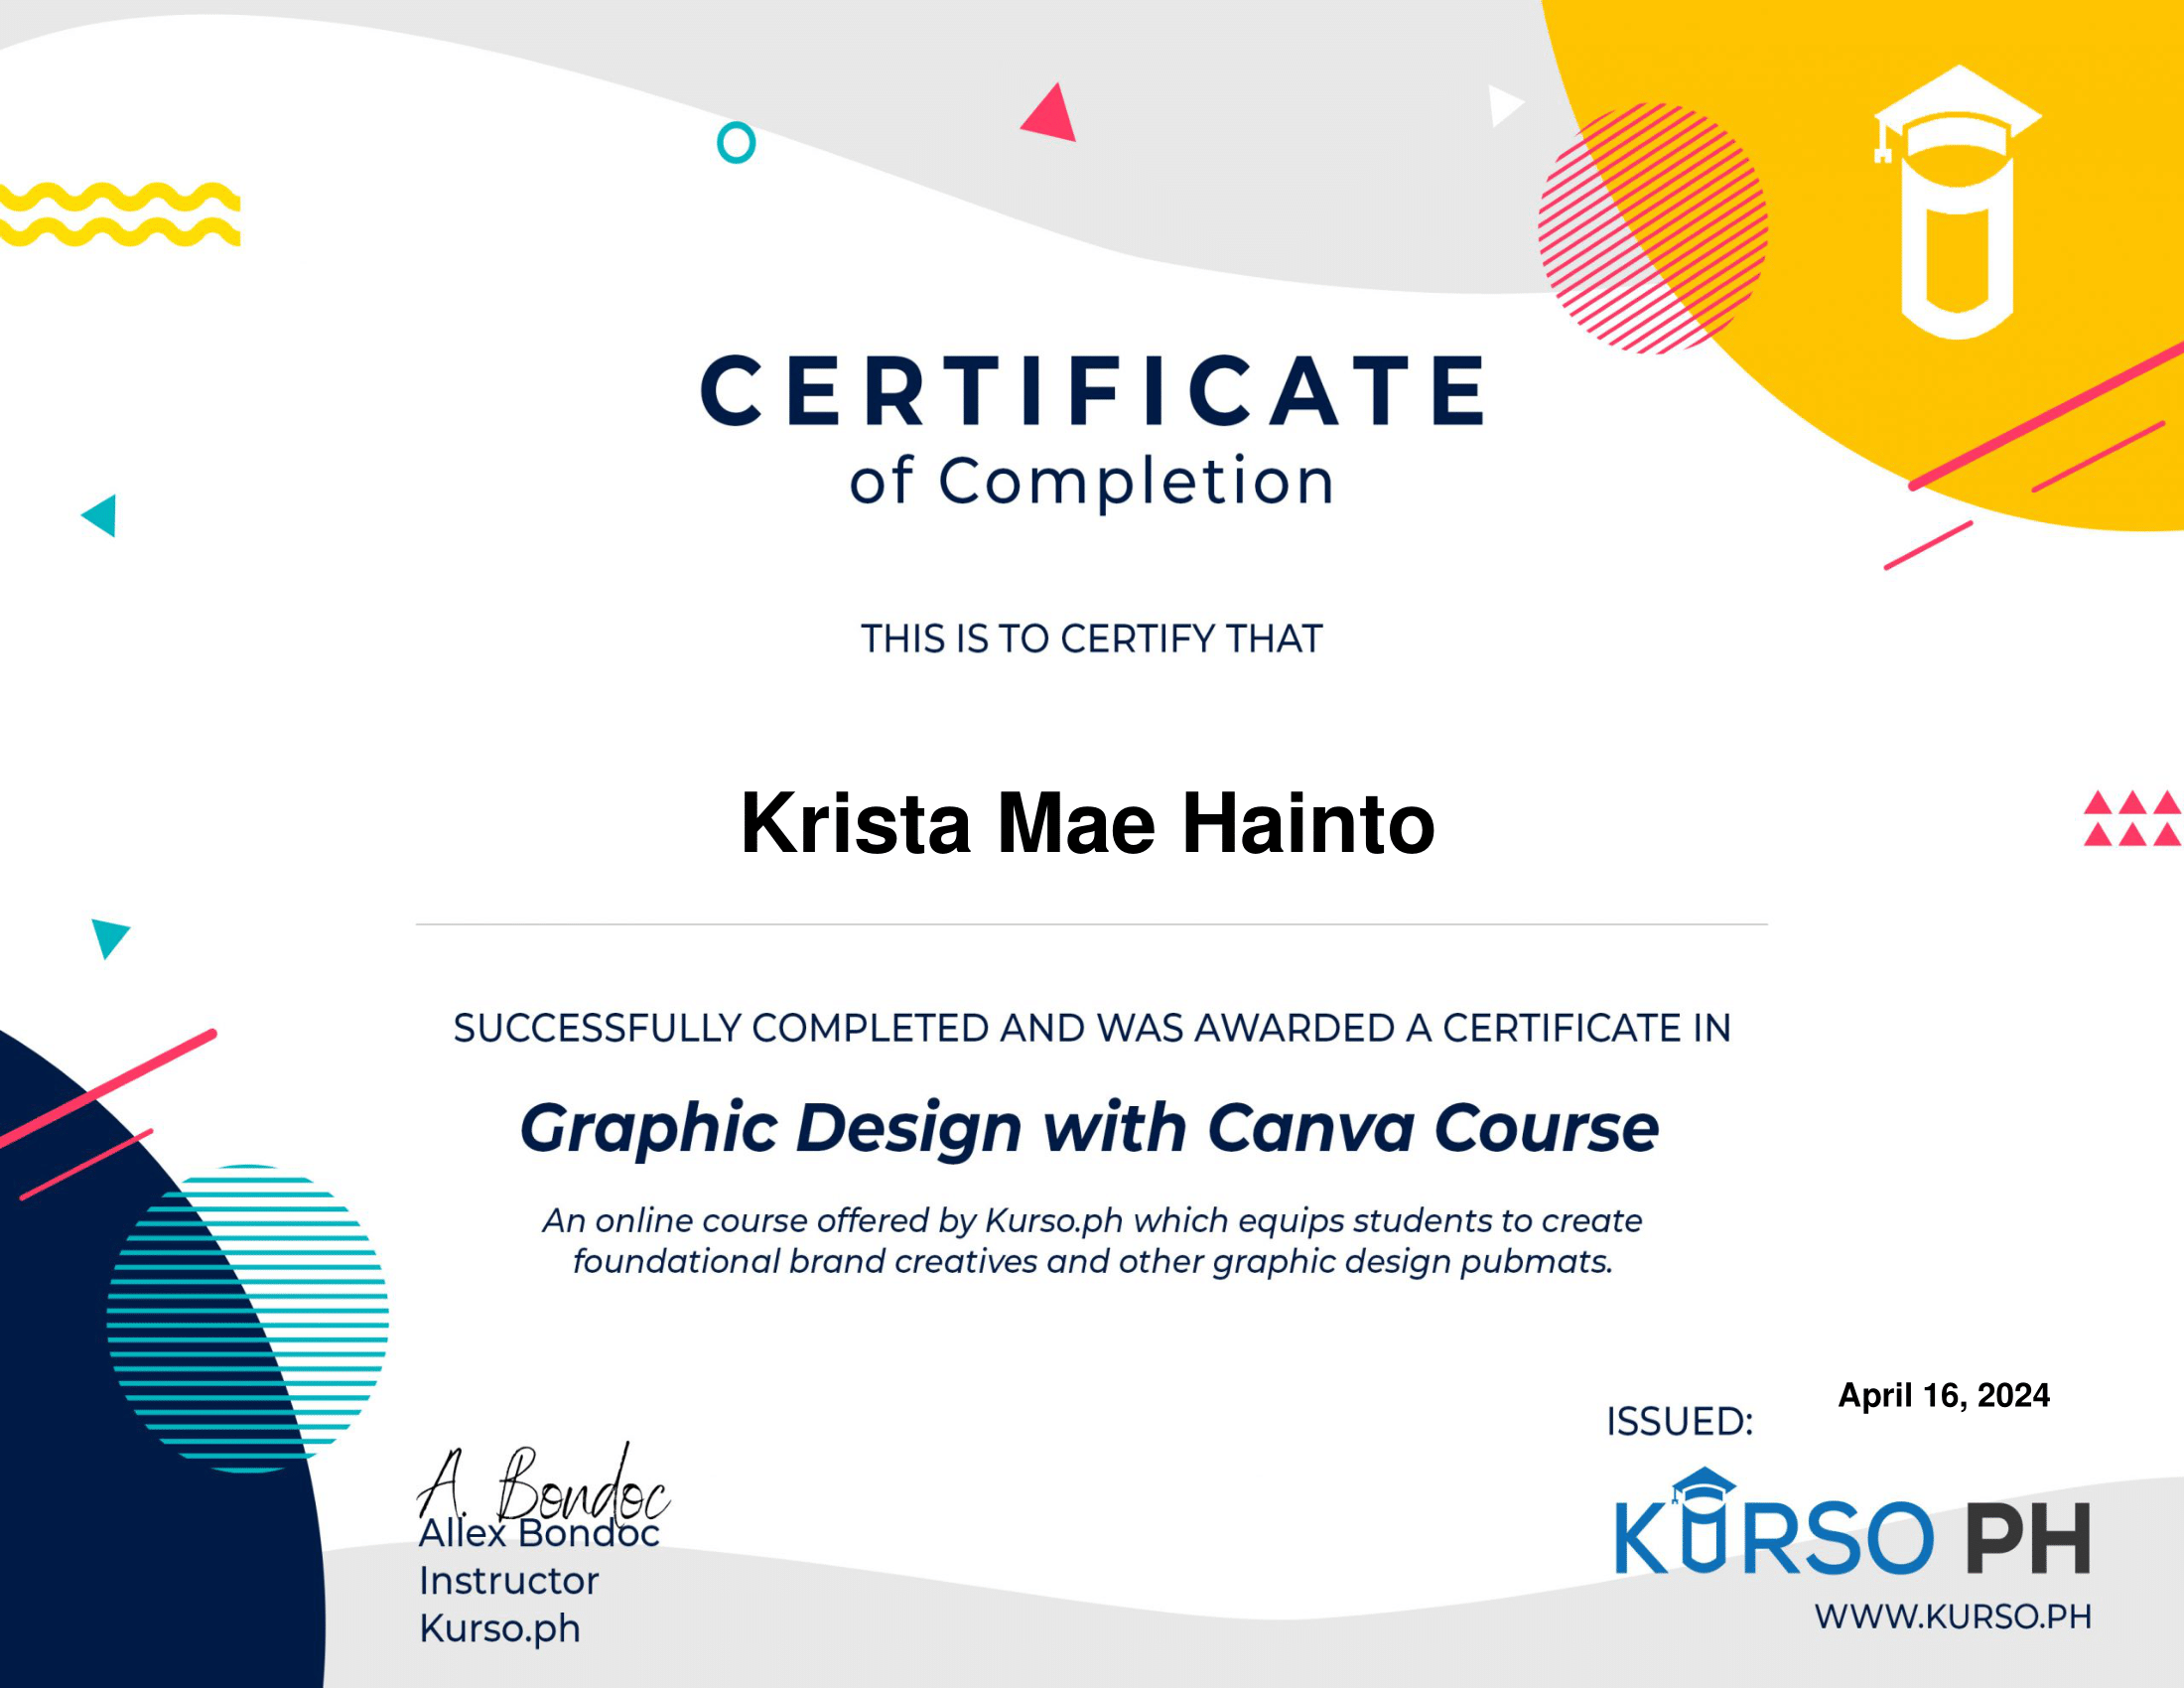 CERTIFICATE
of Completion
THIS IS TO CERTIFY THAT
Krista Mae Hainto
SUCCESSFULLY COMPLETED AND WAS AWARDED A CERTIFICATE IN
Graphic Design with Canva Course
An online course offered by Kurso.ph which equips students to create
foundational brand creatives and other graphic design pubmats.
ISSUED: April 16, 2024
A. Bondoc
Allex Bondoc
Instructor
Kurso.ph
KURSO PH
WWW.KURSO.PH